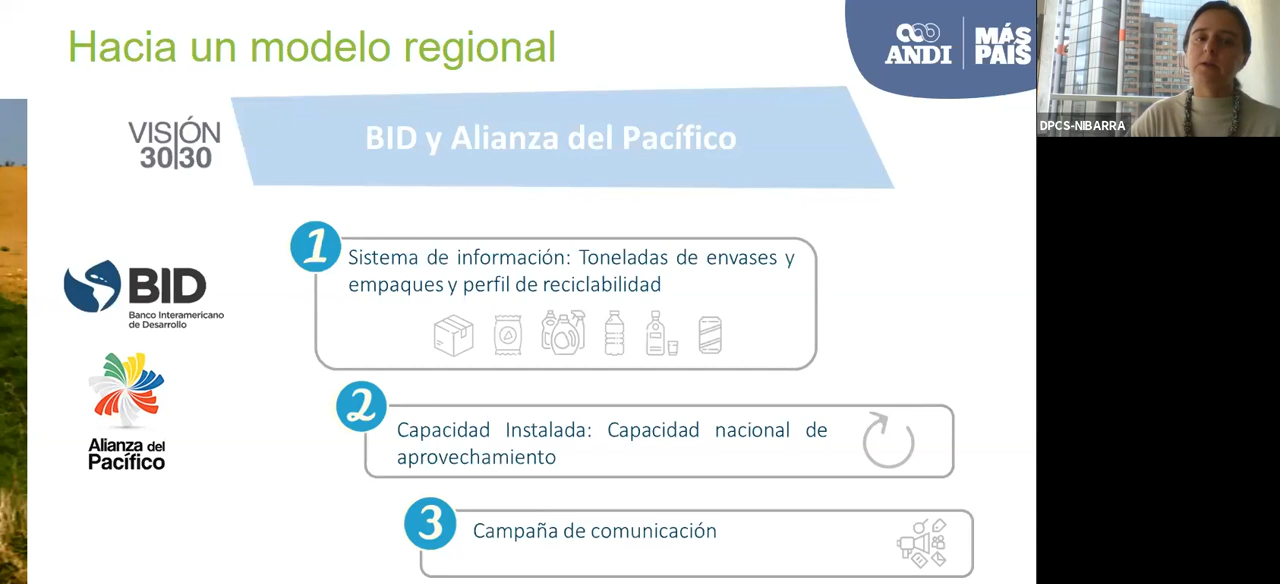 Hacia un modelo regional
ANDI
MÁS
PAÍS
DPCS-NIBARRA
VISIÓN
30|30
BID y Alianza del Pacífico
1
Sistema de información: Toneladas de envases y
empaques y perfil de reciclabilidad
BID
Banco Interamericano
de Desarrollo
2
Capacidad Instalada: Capacidad nacional de
aprovechamiento
Alianza del
Pacífico
3
Campaña de comunicación